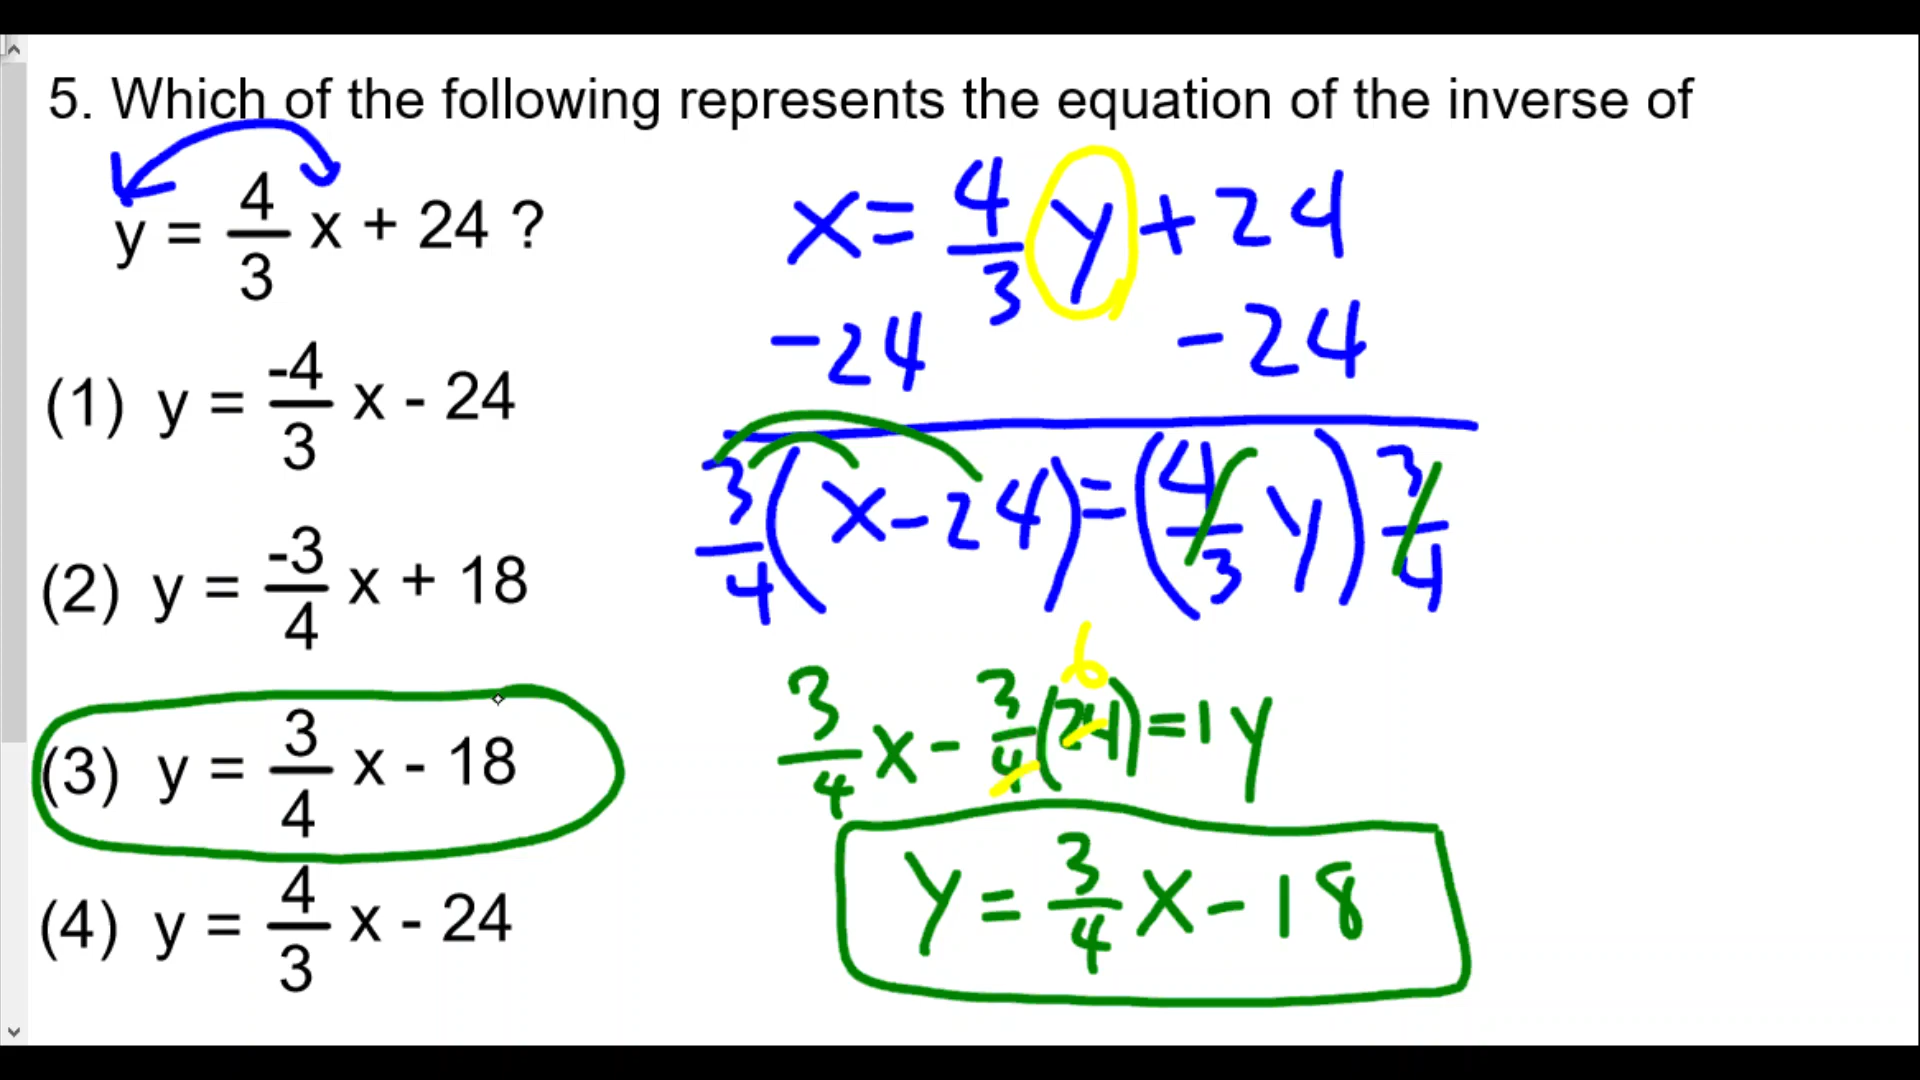 5. Which of the following represents the equation of the inverse of
y = 4/3 x + 24 ?
(1) y = -4/3 x - 24
(2) y = -3/4 x + 18
(3) y = 3/4 x - 18
(4) y = 4/3 x - 24
x = 4/3 y + 24
-24 -24
3/4 (x - 24) = (4/3 y) 3/4
6
3/4 x - 3/4 (24) = 1y
y = 3/4 x - 18